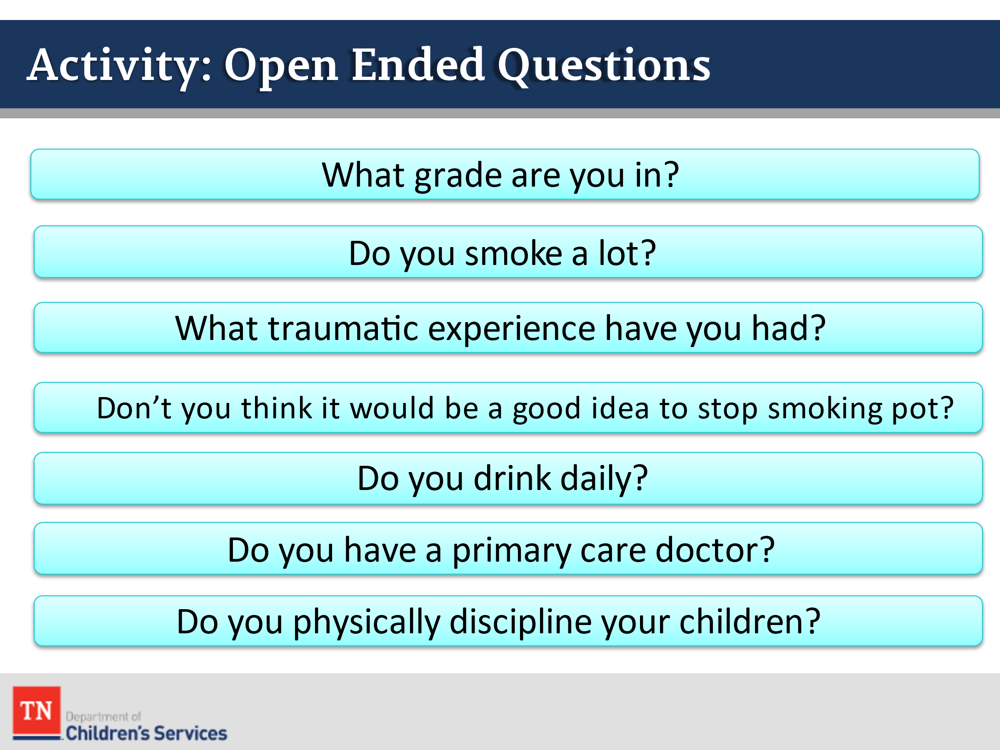 Activity: Open Ended Questions
What grade are you in?
Do you smoke a lot?
What traumatic experience have you had?
Don’t you think it would be a good idea to stop smoking pot?
Do you drink daily?
Do you have a primary care doctor?
Do you physically discipline your children?
TN
Department of
Children's Services